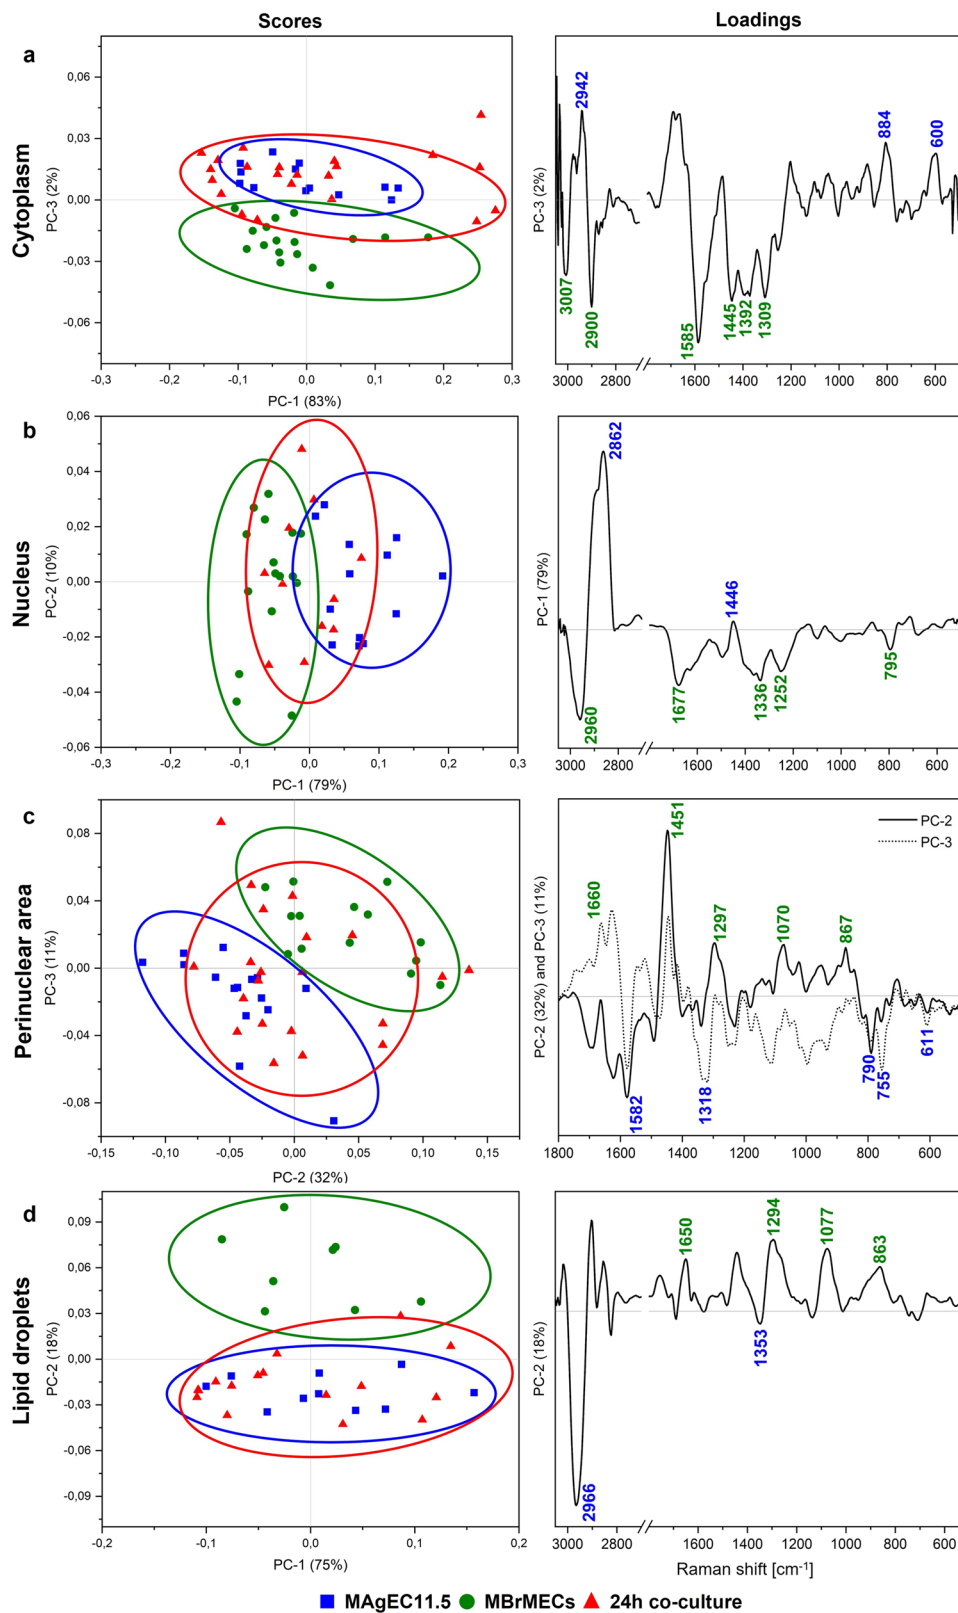 Scores
Loadings
a
Cytoplasm
PC-3 (2%)
0,06
0,03
0,00
-0,03
-0,06
-0,3
-0,2
-0,1
0,0
0,1
0,2
0,3
PC-1 (83%)
PC-3 (2%)
3007
2942
2900
1585
1445
1392
1309
884
600
3000 2800 1600 1400 1200 1000 800 600
b
Nucleus
PC-2 (10%)
0,06
0,04
0,02
0,00
-0,02
-0,04
-0,06
-0,3 -0,2 -0,1 0,0 0,1 0,2 0,3
PC-1 (79%)
PC-1 (79%)
2960
2862
1677
1446
1336
1252
795
3000 2800 1600 1400 1200 1000 800 600
c
Perinuclear area
PC-3 (11%)
0,08
0,04
0,00
-0,04
-0,08
-0,15 -0,10 -0,05 0,00 0,05 0,10 0,15
PC-2 (32%)
PC-2 (32%) and PC-3 (11%)
PC-2
PC-3
1660
1582
1451
1318
1297
1070
867
790
755
611
1800 1600 1400 1200 1000 800 600
d
Lipid droplets
PC-2 (18%)
0,09
0,06
0,03
0,00
-0,03
-0,06
-0,09
-0,2 -0,1 0,0 0,1 0,2
PC-1 (75%)
PC-2 (18%)
2966
1650
1353
1294
1077
863
3000 2800 1600 1400 1200 1000 800 600
Raman shift [cm⁻¹]
MAgEC11.5 MBrMECs 24h co-culture